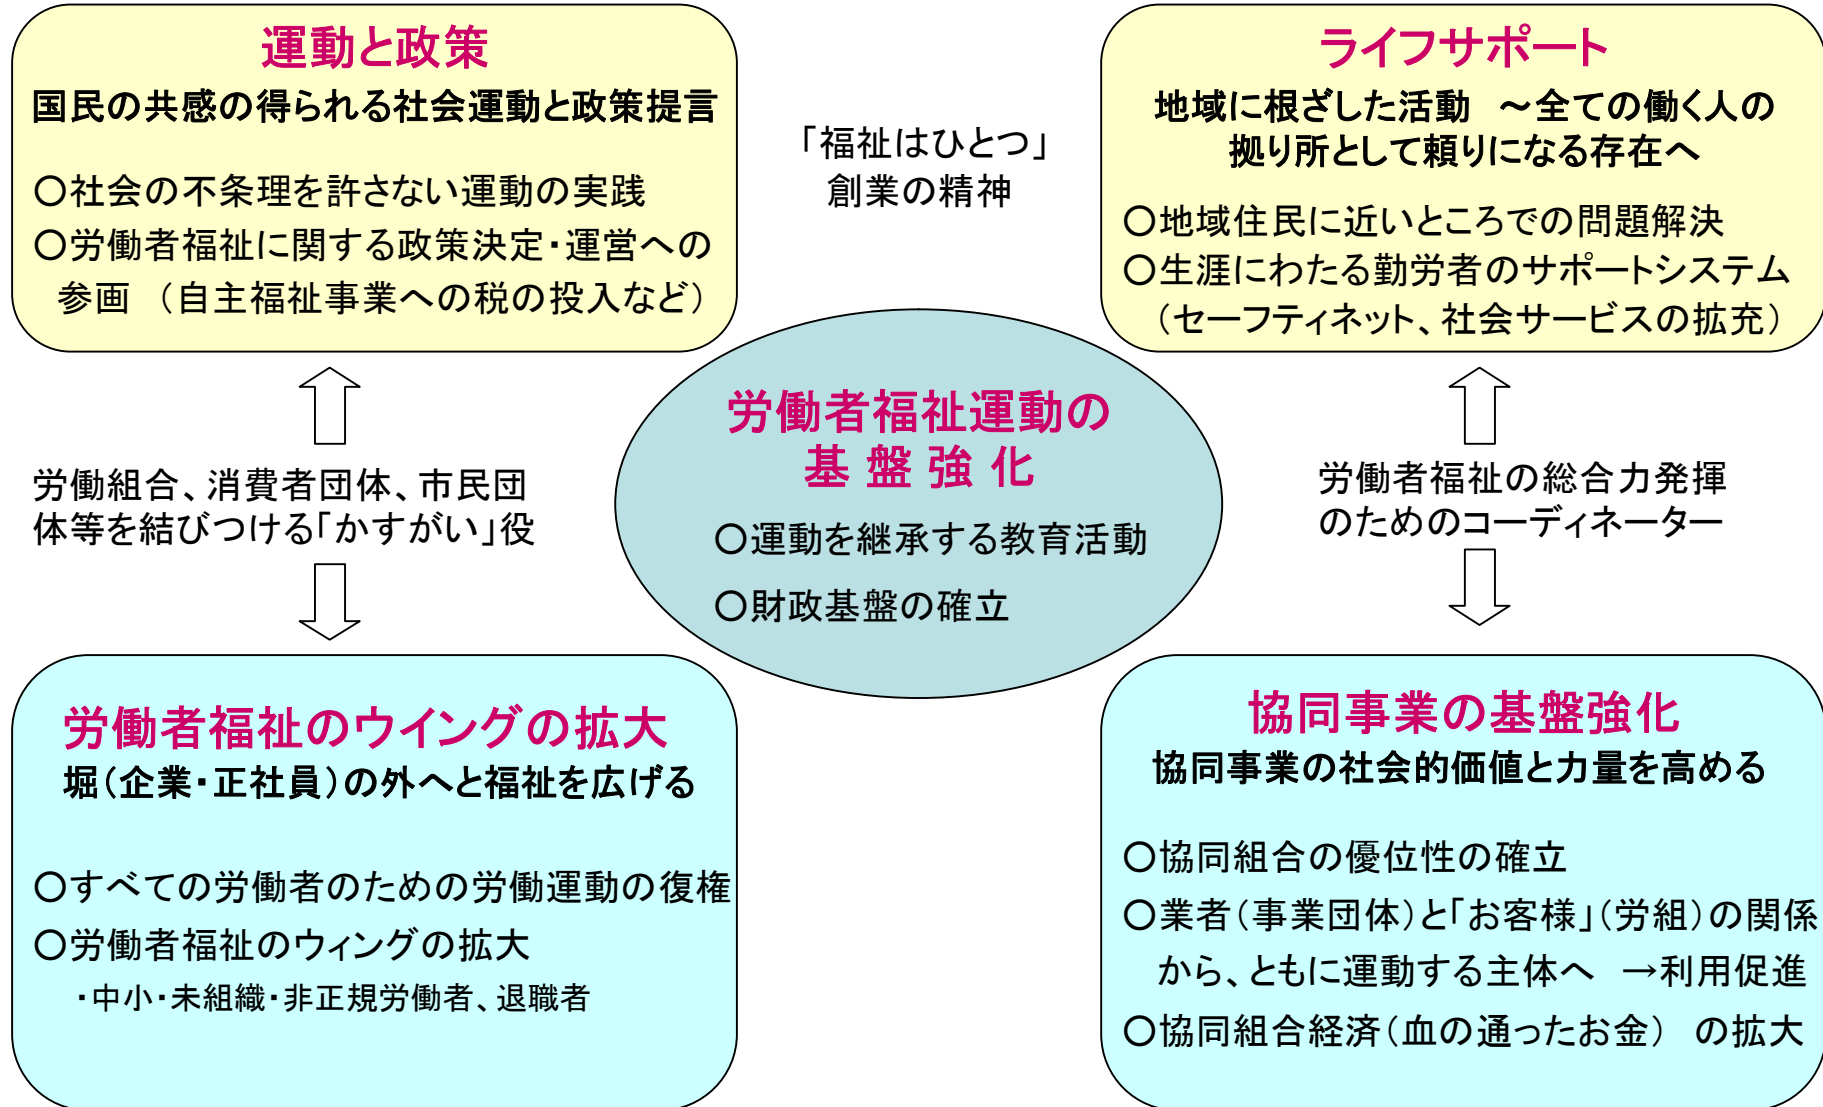 運動と政策
国民の共感の得られる社会運動と政策提言
〇社会の不条理を許さない運動の実践
〇労働者福祉に関する政策決定・運営への
参画 （自主福祉事業への税の投入など）
「福祉はひとつ」
創業の精神
ライフサポート
地域に根ざした活動 ～全ての働く人の
拠り所として頼りになる存在へ
〇地域住民に近いところでの問題解決
〇生涯にわたる勤労者のサポートシステム
（セーフティネット、社会サービスの拡充）
労働組合、消費者団体、市民団
体等を結びつける「かすがい」役
労働者福祉運動の
基 盤 強 化
〇運動を継承する教育活動
〇財政基盤の確立
労働者福祉の総合力発揮
のためのコーディネーター
労働者福祉のウイングの拡大
堀（企業・正社員）の外へと福祉を広げる
〇すべての労働者のための労働運動の復権
〇労働者福祉のウィングの拡大
・中小・未組織・非正規労働者、退職者
協同事業の基盤強化
協同事業の社会的価値と力量を高める
〇協同組合の優位性の確立
〇業者（事業団体）と「お客様」（労組）の関係
から、ともに運動する主体へ →利用促進
〇協同組合経済（血の通ったお金） の拡大